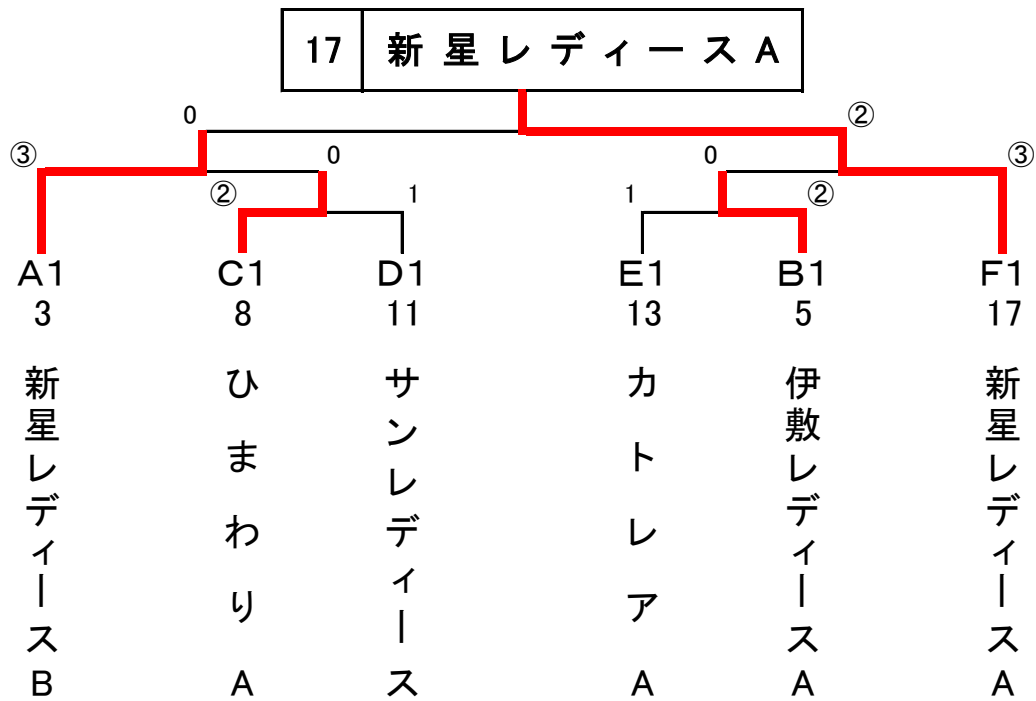 17 新星レディースA
0 ②
③ 0 0 ③
② 1 1 ②
A1 C1 D1 E1 B1 F1
3 8 11 13 5 17
新星レディースB
ひまわりA
サンレディース
カトレアA
伊敷レディースA
新星レディースA